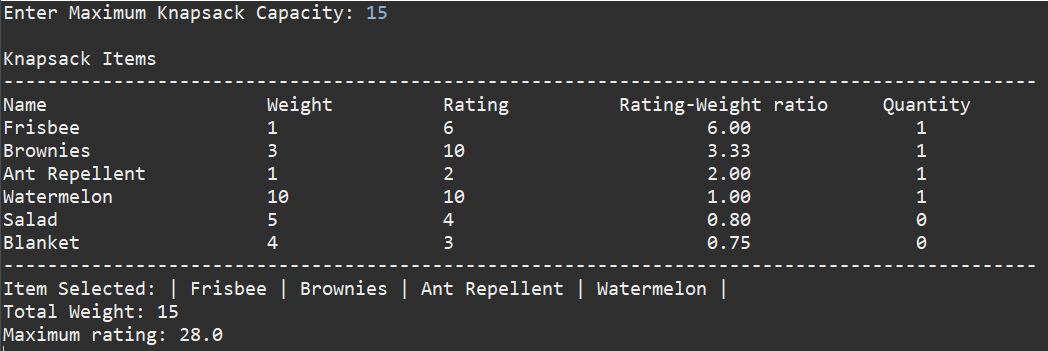 Enter Maximum Knapsack Capacity: 15
Knapsack Items
----------------------------------------------------------------------------------------------
Name Weight Rating Rating-Weight ratio Quantity
Frisbee 1 6 6.00 1
Brownies 3 10 3.33 1
Ant Repellent 1 2 2.00 1
Watermelon 10 10 1.00 1
Salad 5 4 0.80 0
Blanket 4 3 0.75 0
----------------------------------------------------------------------------------------------
Item Selected: | Frisbee | Brownies | Ant Repellent | Watermelon |
Total Weight: 15
Maximum rating: 28.0